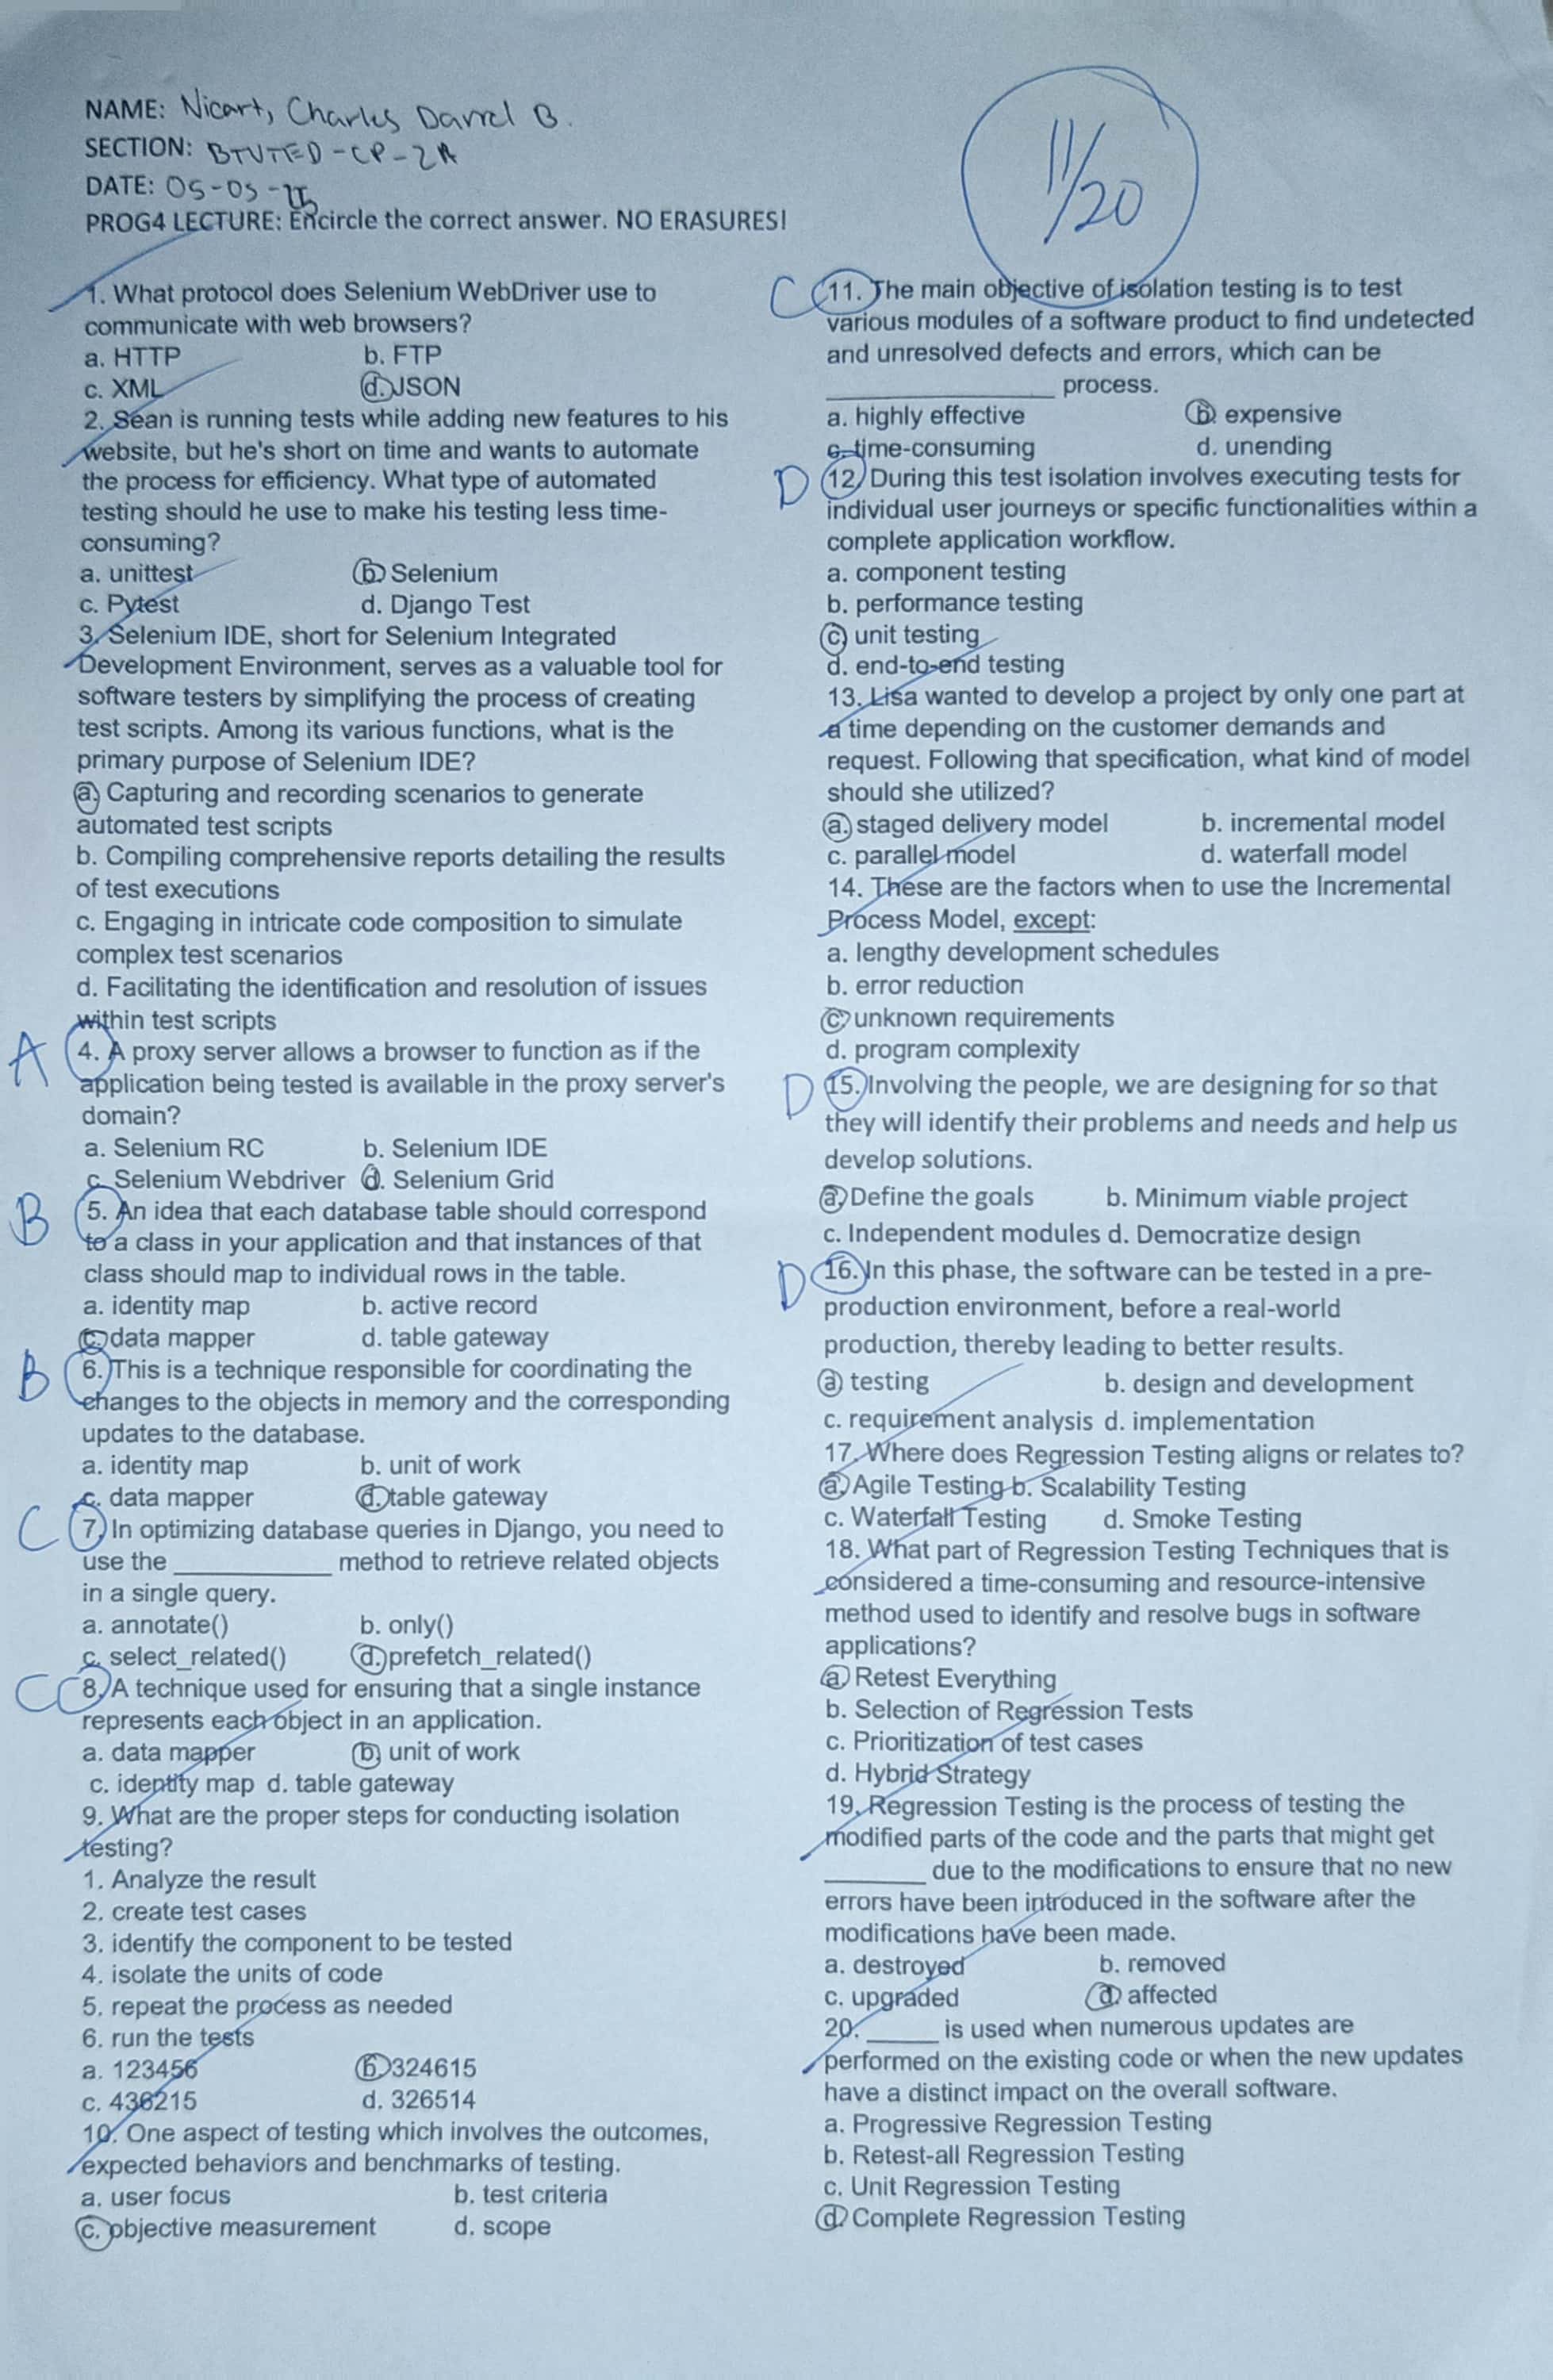 NAME: Nicart, Charles Darrel B.
SECTION: BTVTED-CP-2A
DATE: 05-05-25
PROG4 LECTURE: Encircle the correct answer. NO ERASURES!
11/20
1. What protocol does Selenium WebDriver use to
communicate with web browsers?
a. HTTP b. FTP
c. XML d. JSON
2. Sean is running tests while adding new features to his
website, but he's short on time and wants to automate
the process for efficiency. What type of automated
testing should he use to make his testing less time-
consuming?
a. unittest b. Selenium
c. Pytest d. Django Test
3. Selenium IDE, short for Selenium Integrated
Development Environment, serves as a valuable tool for
software testers by simplifying the process of creating
test scripts. Among its various functions, what is the
primary purpose of Selenium IDE?
a. Capturing and recording scenarios to generate
automated test scripts
b. Compiling comprehensive reports detailing the results
of test executions
c. Engaging in intricate code composition to simulate
complex test scenarios
d. Facilitating the identification and resolution of issues
within test scripts
A 4. A proxy server allows a browser to function as if the
application being tested is available in the proxy server's
domain?
a. Selenium RC b. Selenium IDE
c. Selenium Webdriver d. Selenium Grid
B 5. An idea that each database table should correspond
to a class in your application and that instances of that
class should map to individual rows in the table.
a. identity map b. active record
c. data mapper d. table gateway
B 6. This is a technique responsible for coordinating the
changes to the objects in memory and the corresponding
updates to the database.
a. identity map b. unit of work
c. data mapper d. table gateway
C 7. In optimizing database queries in Django, you need to
use the ____________ method to retrieve related objects
in a single query.
a. annotate() b. only()
c. select_related() d. prefetch_related()
C 8. A technique used for ensuring that a single instance
represents each object in an application.
a. data mapper b. unit of work
c. identity map d. table gateway
9. What are the proper steps for conducting isolation
testing?
1. Analyze the result
2. create test cases
3. identify the component to be tested
4. isolate the units of code
5. repeat the process as needed
6. run the tests
a. 123456 b. 324615
c. 436215 d. 326514
10. One aspect of testing which involves the outcomes,
expected behaviors and benchmarks of testing.
a. user focus b. test criteria
c. objective measurement d. scope
C 11. The main objective of isolation testing is to test
various modules of a software product to find undetected
and unresolved defects and errors, which can be
_________________ process.
a. highly effective b. expensive
c. time-consuming d. unending
D 12. During this test isolation involves executing tests for
individual user journeys or specific functionalities within a
complete application workflow.
a. component testing
b. performance testing
c. unit testing
d. end-to-end testing
13. Lisa wanted to develop a project by only one part at
a time depending on the customer demands and
request. Following that specification, what kind of model
should she utilized?
a. staged delivery model b. incremental model
c. parallel model d. waterfall model
14. These are the factors when to use the Incremental
Process Model, except:
a. lengthy development schedules
b. error reduction
c. unknown requirements
d. program complexity
D 15. Involving the people, we are designing for so that
they will identify their problems and needs and help us
develop solutions.
a. Define the goals b. Minimum viable project
c. Independent modules d. Democratize design
D 16. In this phase, the software can be tested in a pre-
production environment, before a real-world
production, thereby leading to better results.
a testing b. design and development
c. requirement analysis d. implementation
17. Where does Regression Testing aligns or relates to?
a. Agile Testing b. Scalability Testing
c. Waterfall Testing d. Smoke Testing
18. What part of Regression Testing Techniques that is
considered a time-consuming and resource-intensive
method used to identify and resolve bugs in software
applications?
a. Retest Everything
b. Selection of Regression Tests
c. Prioritization of test cases
d. Hybrid Strategy
19. Regression Testing is the process of testing the
modified parts of the code and the parts that might get
________ due to the modifications to ensure that no new
errors have been introduced in the software after the
modifications have been made.
a. destroyed b. removed
c. upgraded d. affected
20. ______ is used when numerous updates are
performed on the existing code or when the new updates
have a distinct impact on the overall software.
a. Progressive Regression Testing
b. Retest-all Regression Testing
c. Unit Regression Testing
d. Complete Regression Testing